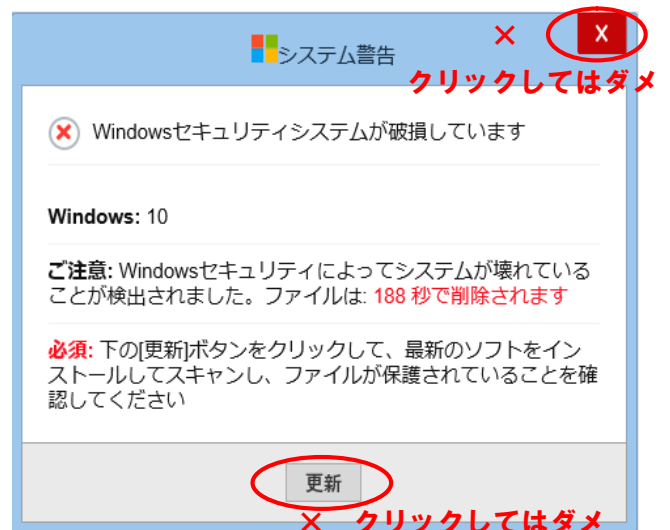 システム警告
×
X
クリックしてはダメ
Windowsセキュリティシステムが破損しています
Windows: 10
ご注意: Windowsセキュリティによってシステムが壊れている
ことが検出されました。ファイルは: 188 秒で削除されます
必須: 下の[更新]ボタンをクリックして、最新のソフトをイン
ストールしてスキャンし、ファイルが保護されていることを確
認してください
更新
× クリックしてはダメ